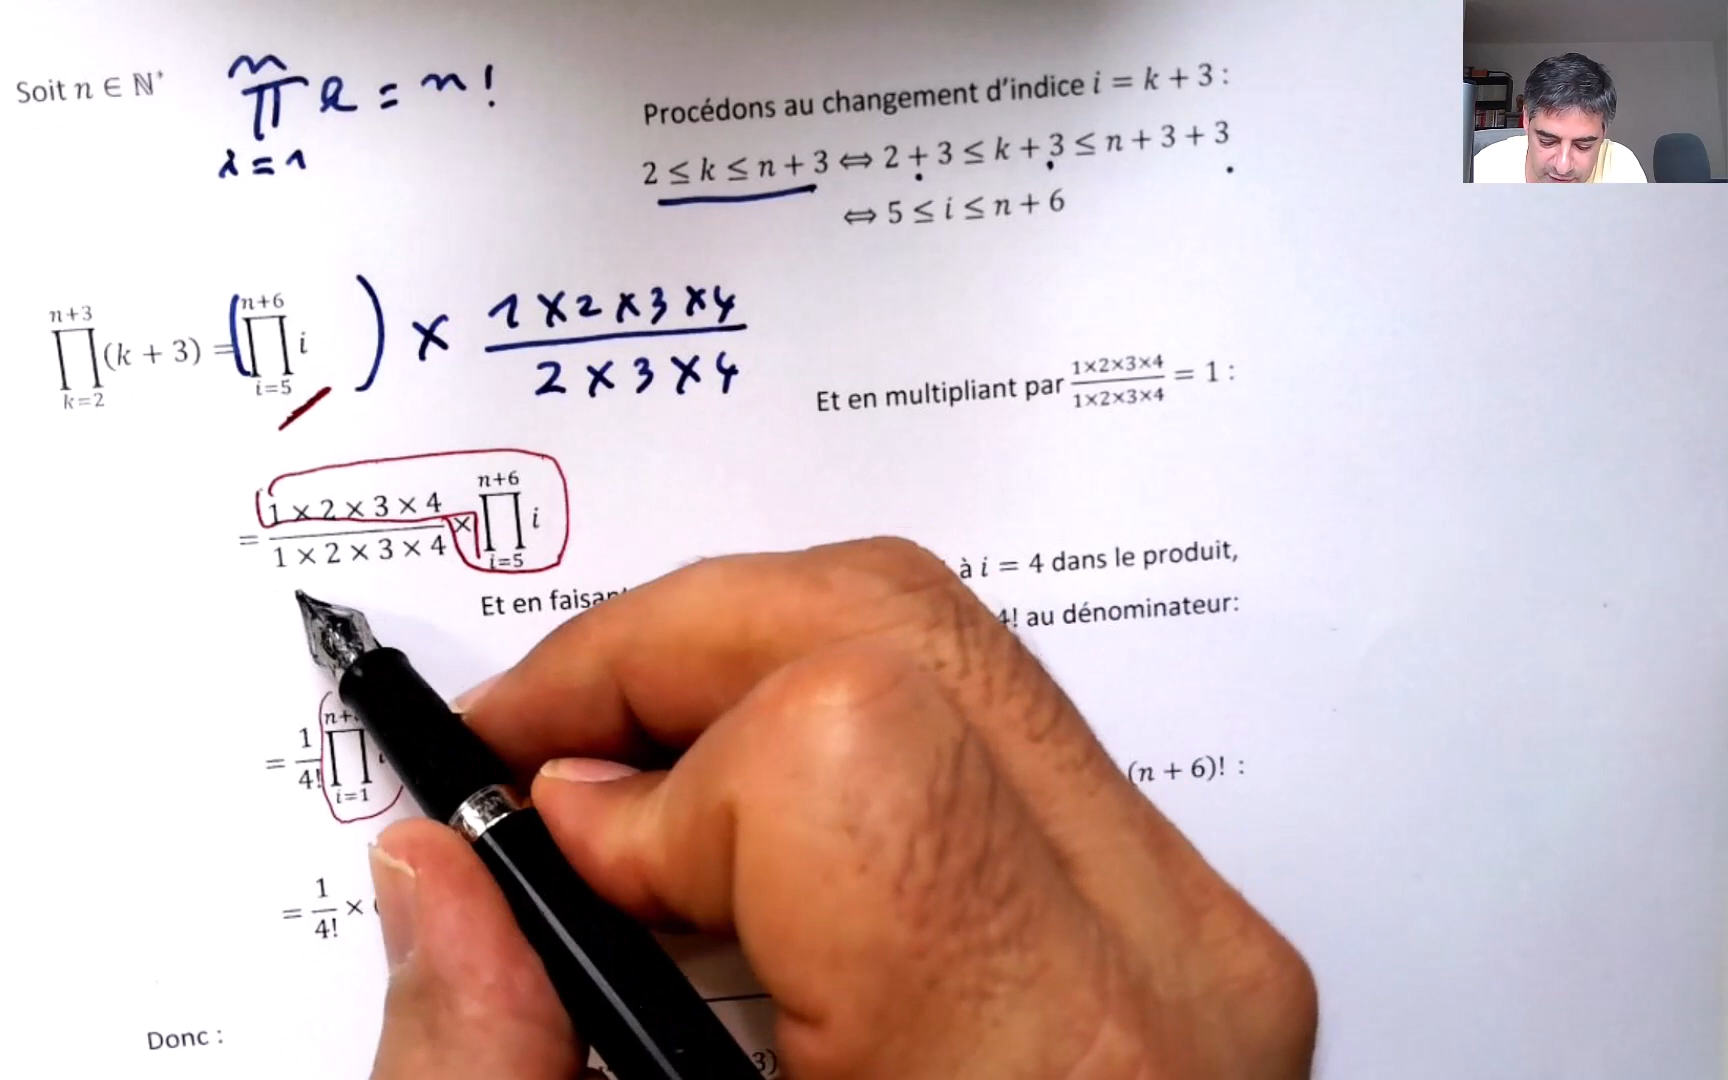 Soit n ∈ ℕ*
n
∏ k = n!
k=1
Procédons au changement d'indice i = k + 3 :
2 ≤ k ≤ n + 3 ⟺ 2 + 3 ≤ k + 3 ≤ n + 3 + 3
⟺ 5 ≤ i ≤ n + 6
n+3
∏ (k + 3) =
k=2
n+6
( ∏ i )
i=5
× 1 × 2 × 3 × 4
2 × 3 × 4
Et en multipliant par 1×2×3×4 / 1×2×3×4 = 1 :
= 1 × 2 × 3 × 4 / 1 × 2 × 3 × 4 ×
n+6
∏ i
i=5
Et en
à i = 4 dans le produit,
4! au dénominateur:
= 1/4!
n+
∏
i=1
(n + 6)! :
= 1/4! ×
Donc :
3)